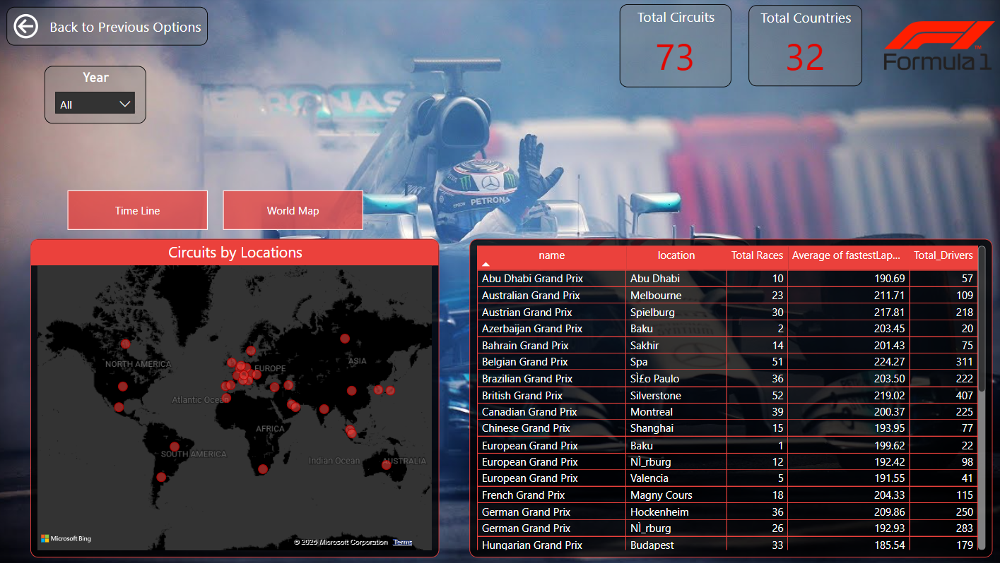 Back to Previous Options
Total Circuits
73
Total Countries
32
Formula 1
TM
Year
All
PETRONAS
EPSON
PETRONA
Time Line
World Map
Circuits by Locations
NORTH AMERICA
EUROPE
ASIA
Atlantic Ocean
AFRICA
SOUTH AMERICA
Indian Ocean
AUSTRALIA
Microsoft Bing
© 2025 Microsoft Corporation Terms
name location Total Races Average of fastestLap... Total_Drivers
Abu Dhabi Grand Prix Abu Dhabi 10 190.69 57
Australian Grand Prix Melbourne 23 211.71 109
Austrian Grand Prix Spielburg 30 217.81 218
Azerbaijan Grand Prix Baku 2 203.45 20
Bahrain Grand Prix Sakhir 14 201.43 75
Belgian Grand Prix Spa 51 224.27 311
Brazilian Grand Prix SÌ£o Paulo 36 203.50 222
British Grand Prix Silverstone 52 219.02 407
Canadian Grand Prix Montreal 39 200.37 225
Chinese Grand Prix Shanghai 15 193.95 77
European Grand Prix Baku 1 199.62 22
European Grand Prix NÌ_rburg 12 192.42 98
European Grand Prix Valencia 5 191.55 41
French Grand Prix Magny Cours 18 204.33 115
German Grand Prix Hockenheim 36 209.86 250
German Grand Prix NÌ_rburg 26 192.93 283
Hungarian Grand Prix Budapest 33 185.54 179